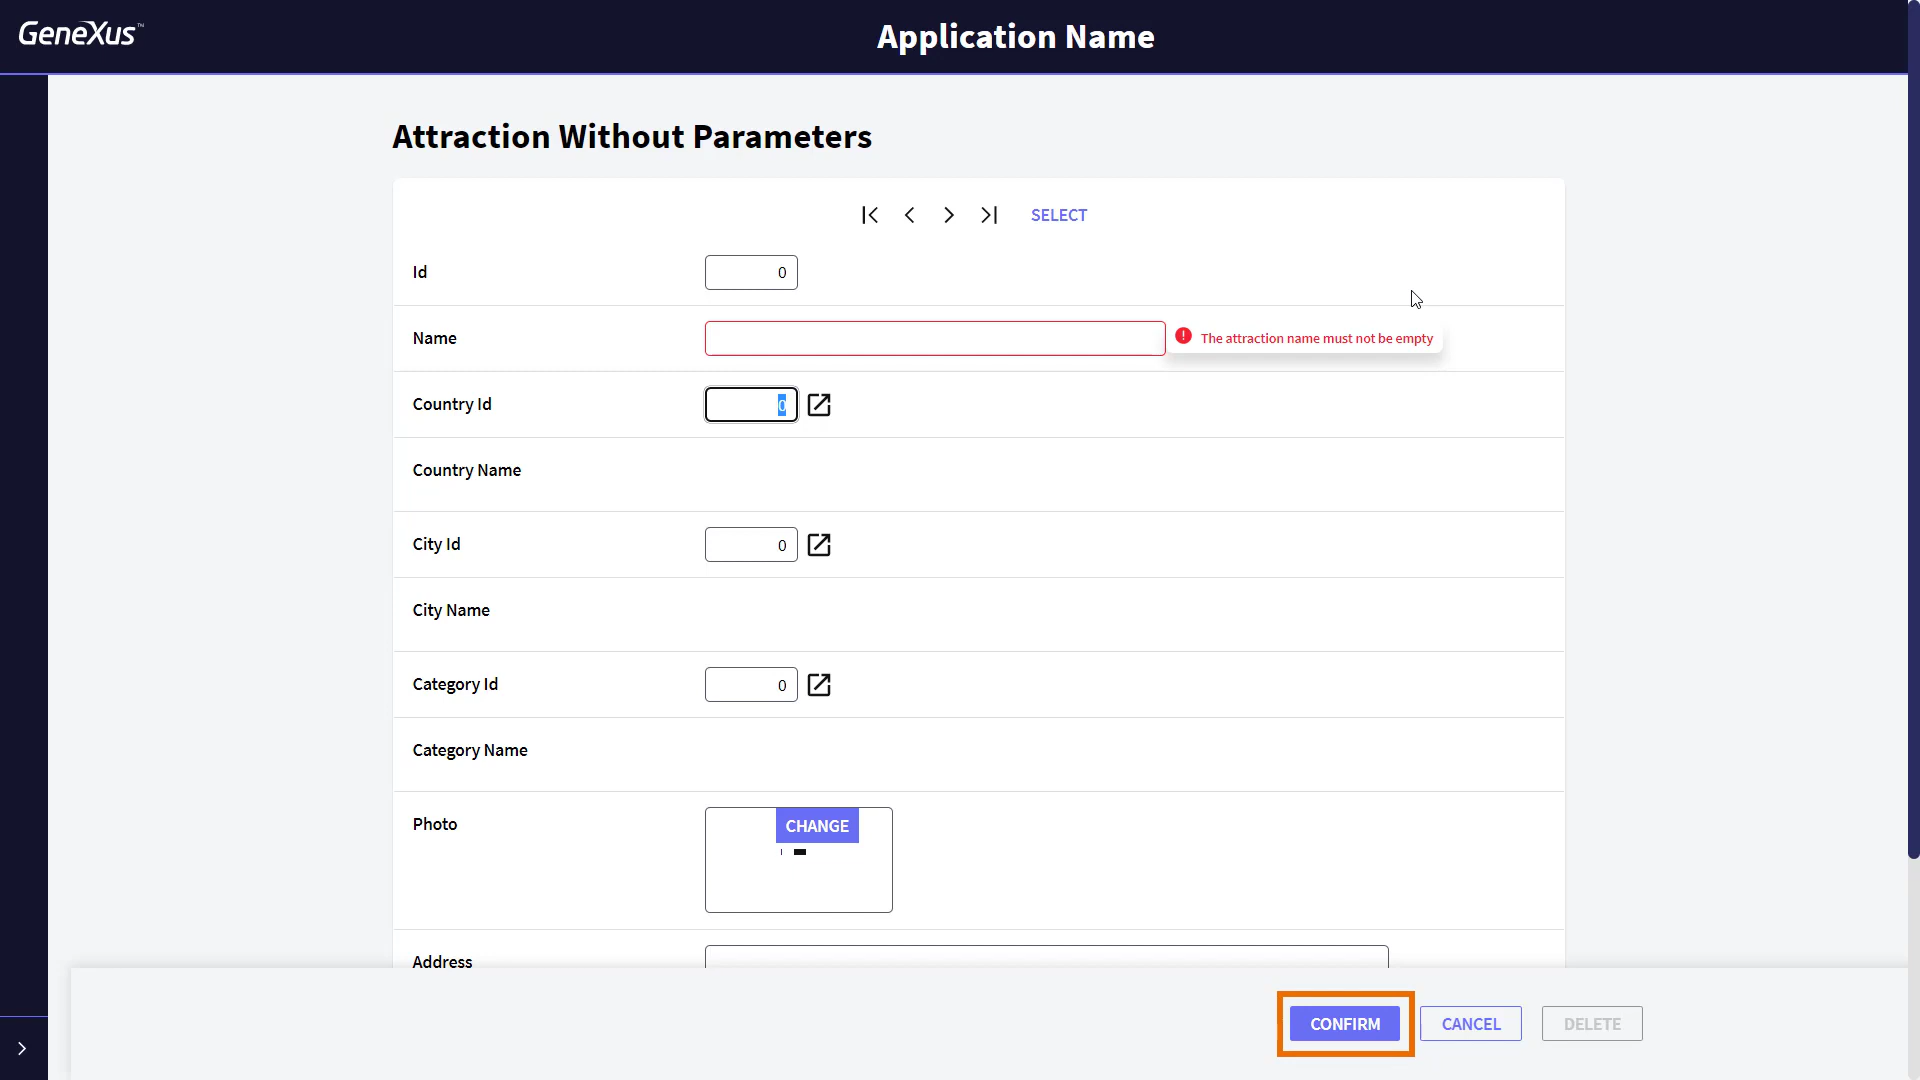 GeneXus™
Application Name
Attraction Without Parameters
SELECT
Id 0
Name The attraction name must not be empty
Country Id 0
Country Name
City Id 0
City Name
Category Id 0
Category Name
Photo CHANGE
Address
CONFIRM CANCEL DELETE